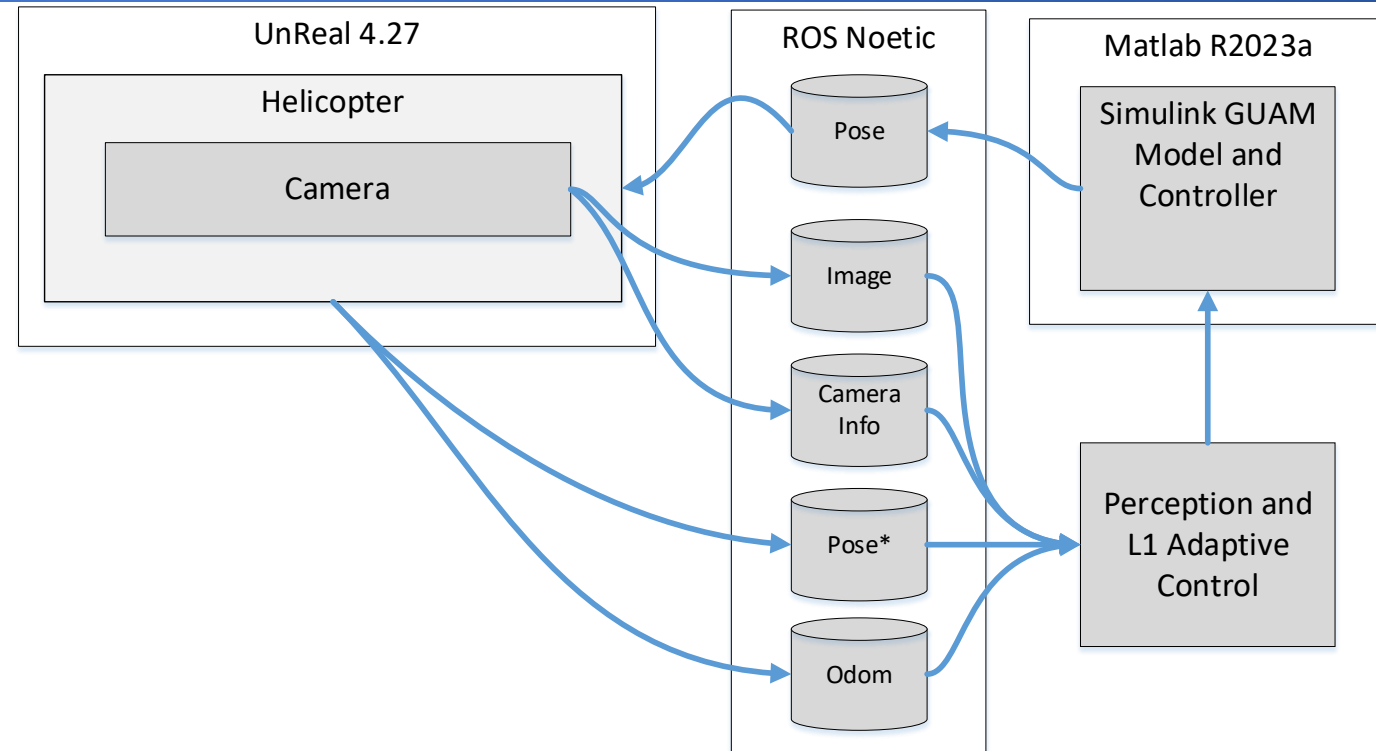 UnReal 4.27
Helicopter
Camera
ROS Noetic
Pose
Image
Camera
Info
Pose*
Odom
Matlab R2023a
Simulink GUAM
Model and
Controller
Perception and
L1 Adaptive
Control